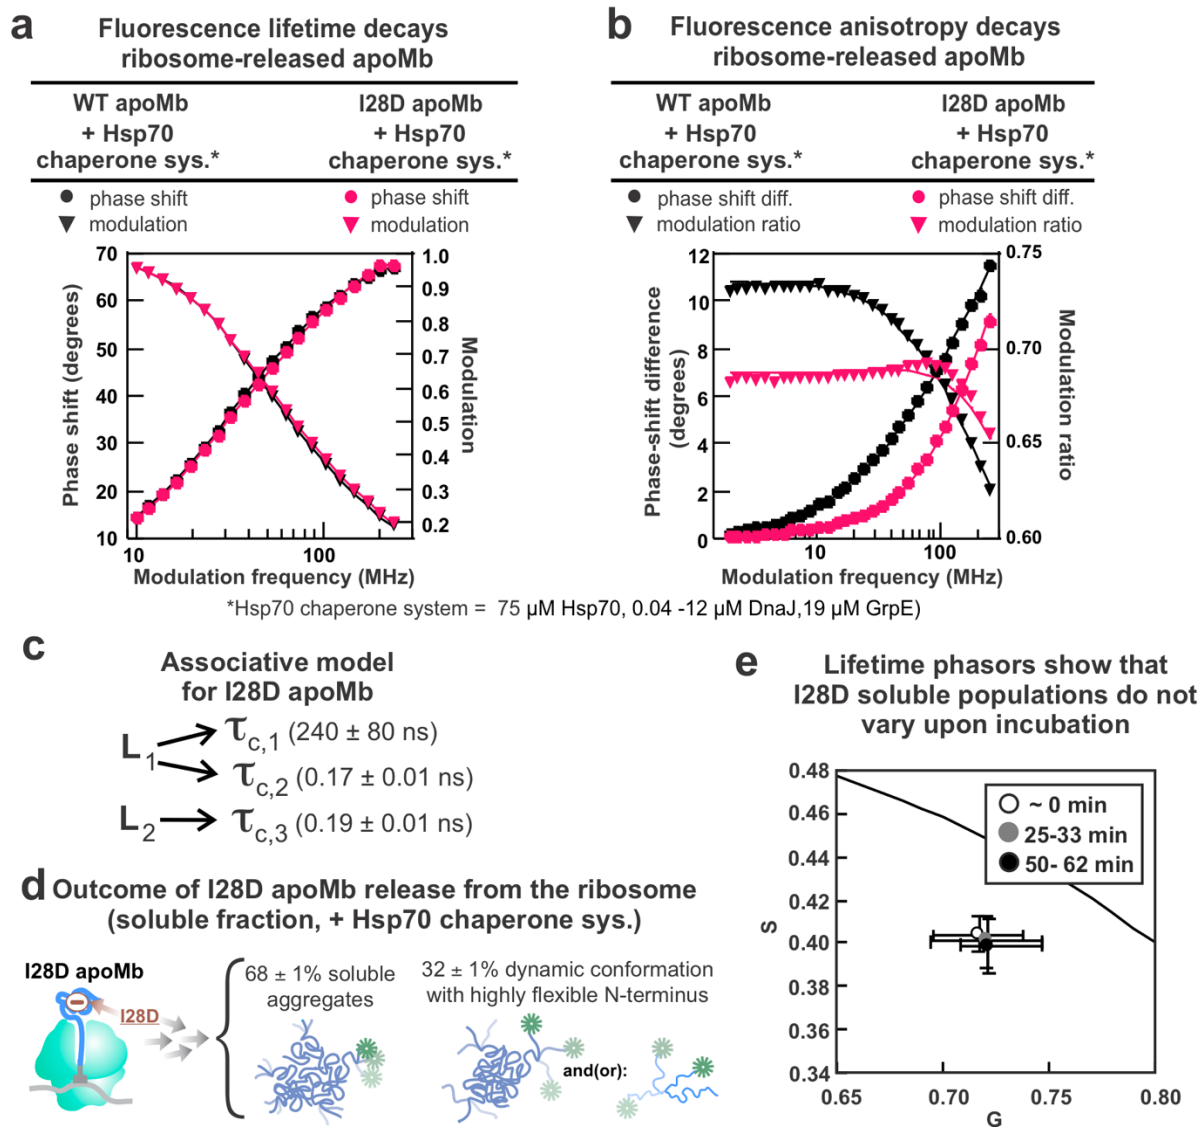 a
Fluorescence lifetime decays
ribosome-released apoMb
WT apoMb
+ Hsp70
chaperone sys.*
I28D apoMb
+ Hsp70
chaperone sys.*
phase shift
modulation
phase shift
modulation
70
60
50
40
30
20
10
Phase shift (degrees)
1.0
0.9
0.8
0.7
0.6
0.5
0.4
0.3
0.2
Modulation
10
100
Modulation frequency (MHz)
b
Fluorescence anisotropy decays
ribosome-released apoMb
WT apoMb
+ Hsp70
chaperone sys.*
I28D apoMb
+ Hsp70
chaperone sys.*
phase shift diff.
modulation ratio
phase shift diff.
modulation ratio
12
10
8
6
4
2
0
Phase-shift difference
(degrees)
0.75
0.70
0.65
0.60
Modulation ratio
10
100
Modulation frequency (MHz)
*Hsp70 chaperone system = 75 µM Hsp70, 0.04 -12 µM DnaJ,19 µM GrpE)
c
Associative model
for I28D apoMb
L1
τc,1 (240 ± 80 ns)
τc,2 (0.17 ± 0.01 ns)
L2
τc,3 (0.19 ± 0.01 ns)
d
Outcome of I28D apoMb release from the ribosome
(soluble fraction, + Hsp70 chaperone sys.)
I28D apoMb
I28D
68 ± 1% soluble
aggregates
32 ± 1% dynamic conformation
with highly flexible N-terminus
and(or):
e
Lifetime phasors show that
I28D soluble populations do not
vary upon incubation
~ 0 min
25-33 min
50- 62 min
0.48
0.46
0.44
0.42
0.40
0.38
0.36
0.34
S
0.65
0.70
0.75
0.80
G